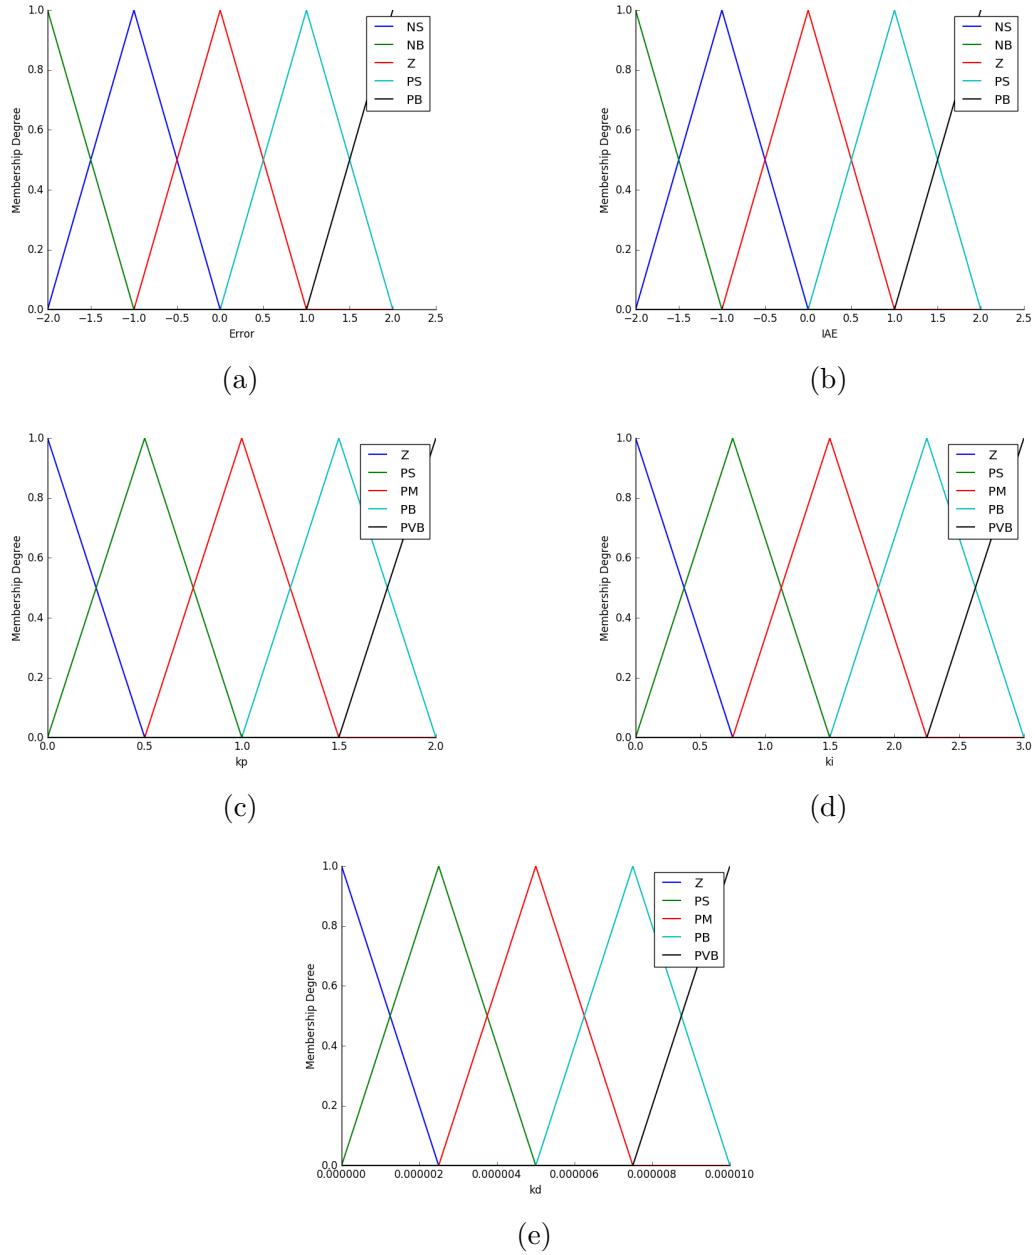 1.0
0.8
0.6
0.4
0.2
0.0
Membership Degree
NS
NB
Z
PS
PB
−2.0 −1.5 −1.0 −0.5 0.0 0.5 1.0 1.5 2.0 2.5
Error
(a)
1.0
0.8
0.6
0.4
0.2
0.0
Membership Degree
NS
NB
Z
PS
PB
−2.0 −1.5 −1.0 −0.5 0.0 0.5 1.0 1.5 2.0 2.5
IAE
(b)
1.0
0.8
0.6
0.4
0.2
0.0
Membership Degree
Z
PS
PM
PB
PVB
0.0 0.5 1.0 1.5 2.0
kp
(c)
1.0
0.8
0.6
0.4
0.2
0.0
Membership Degree
Z
PS
PM
PB
PVB
0.0 0.5 1.0 1.5 2.0 2.5 3.0
ki
(d)
1.0
0.8
0.6
0.4
0.2
0.0
Membership Degree
Z
PS
PM
PB
PVB
0.000000 0.000002 0.000004 0.000006 0.000008 0.000010
kd
(e)